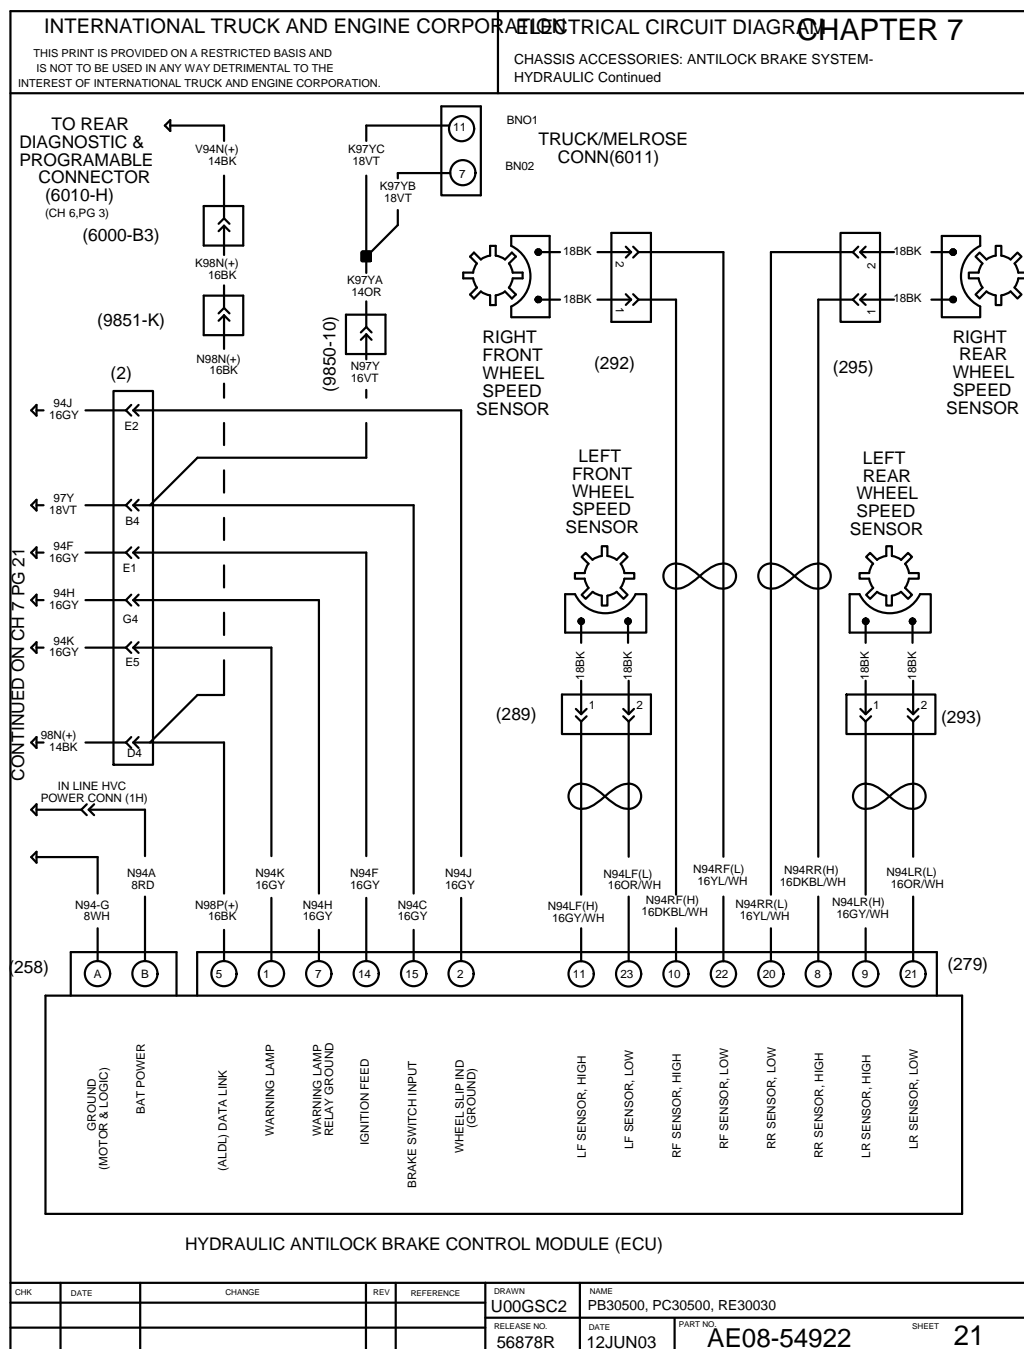 INTERNATIONAL TRUCK AND ENGINE CORPORATION
THIS PRINT IS PROVIDED ON A RESTRICTED BASIS AND
IS NOT TO BE USED IN ANY WAY DETRIMENTAL TO THE
INTEREST OF INTERNATIONAL TRUCK AND ENGINE CORPORATION.
ELECTRICAL CIRCUIT DIAGRAM
CHAPTER 7
CHASSIS ACCESSORIES: ANTILOCK BRAKE SYSTEM-
HYDRAULIC Continued
TO REAR
DIAGNOSTIC &
PROGRAMABLE
CONNECTOR
(6010-H)
(CH 6,PG 3)
(6000-B3)
V94N(+)
14BK
K98N(+)
16BK
(9851-K)
N98N(+)
16BK
K97YC
18VT
K97YB
18VT
11
7
BNO1
BN02
TRUCK/MELROSE
CONN(6011)
K97YA
14OR
(9850-10)
N97Y
16VT
18BK
18BK
2
1
RIGHT
FRONT
WHEEL
SPEED
SENSOR
(292)
2
1
18BK
18BK
(295)
RIGHT
REAR
WHEEL
SPEED
SENSOR
(2)
94J
16GY
E2
97Y
18VT
B4
94F
16GY
E1
94H
16GY
G4
94K
16GY
E5
98N(+)
14BK
D4
CONTINUED ON CH 7 PG 21
IN LINE HVC
POWER CONN (1H)
LEFT
FRONT
WHEEL
SPEED
SENSOR
18BK
18BK
(289)
1
2
LEFT
REAR
WHEEL
SPEED
SENSOR
18BK
18BK
1
2
(293)
N94-G
8WH
N94A
8RD
N98P(+)
16BK
N94K
16GY
N94H
16GY
N94F
16GY
N94C
16GY
N94J
16GY
N94LF(H)
16GY/WH
N94LF(L)
16OR/WH
N94RF(H)
16DKBL/WH
N94RF(L)
16YL/WH
N94RR(L)
16YL/WH
N94RR(H)
16DKBL/WH
N94LR(H)
16GY/WH
N94LR(L)
16OR/WH
(258)
A
B
5
1
7
14
15
2
11
23
10
22
20
8
9
21
(279)
GROUND
(MOTOR & LOGIC)
BAT POWER
(ALDL) DATA LINK
WARNING LAMP
WARNING LAMP
RELAY GROUND
IGNITION FEED
BRAKE SWITCH INPUT
WHEEL SLIP IND
(GROUND)
LF SENSOR, HIGH
LF SENSOR, LOW
RF SENSOR, HIGH
RF SENSOR, LOW
RR SENSOR, LOW
RR SENSOR, HIGH
LR SENSOR, HIGH
LR SENSOR, LOW
HYDRAULIC ANTILOCK BRAKE CONTROL MODULE (ECU)
CHK
DATE
CHANGE
REV
REFERENCE
DRAWN
U00GSC2
NAME
PB30500, PC30500, RE30030
RELEASE NO.
56878R
DATE
12JUN03
PART NO.
AE08-54922
SHEET
21